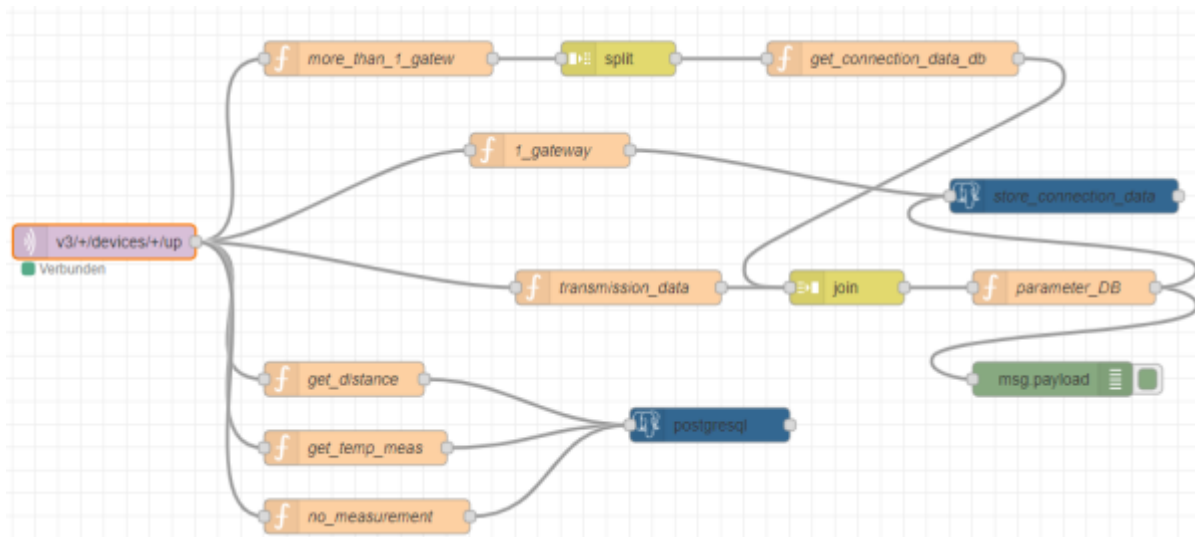 more_than_1_gatew
split
get_connection_data_db
1_gateway
store_connection_data
v3/+/devices/+/up
Verbunden
transmission_data
join
parameter_DB
get_distance
msg.payload
postgresql
get_temp_meas
no_measurement